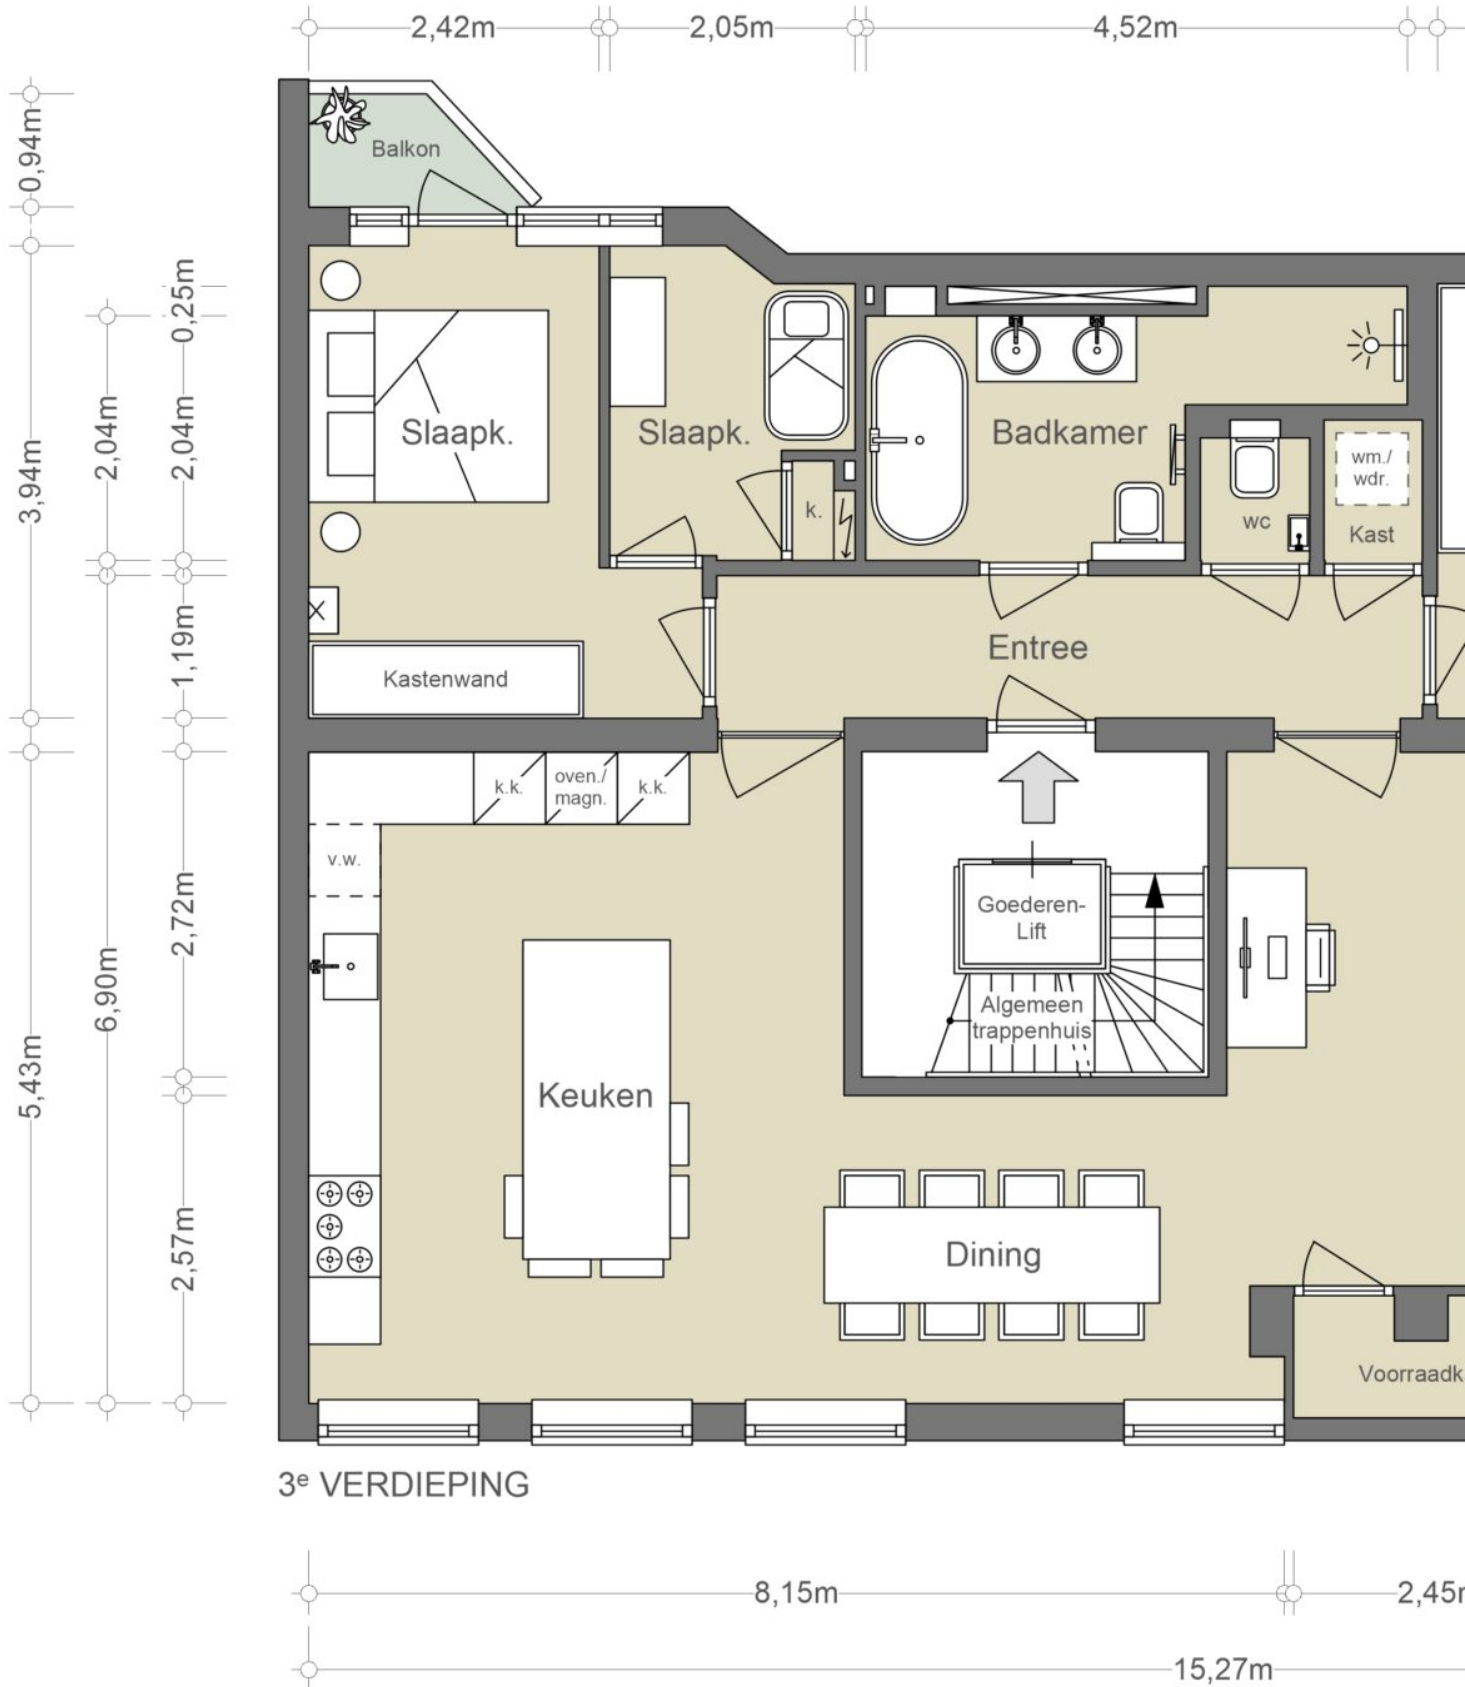 2,42m
2,05m
4,52m
0,94m
Balkon
0,25m
3,94m
2,04m
2,04m
Slaapk.
Slaapk.
Badkamer
wm./
wdr.
k.
wc
Kast
1,19m
Entree
Kastenwand
k.k.
oven./
magn.
k.k.
v.w.
2,72m
Goederen-
Lift
6,90m
Algemeen
trappenhuis
5,43m
Keuken
2,57m
Dining
Voorraadk
3e VERDIEPING
8,15m
2,45
15,27m